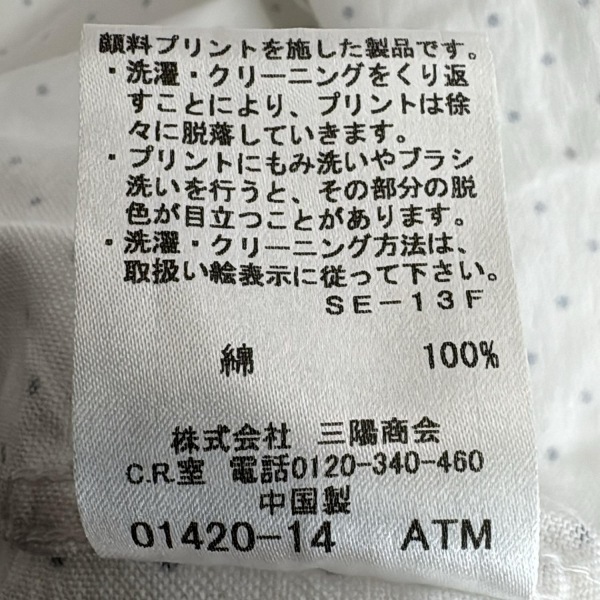 顔料プリントを施した製品です。
・洗濯・クリーニングをくり返
すことにより、プリントは徐
々に脱落していきます。
・プリントにもみ洗いやブラシ
洗いを行うと、その部分の脱
色が目立つことがあります。
・洗濯・クリーニング方法は、
取扱い絵表示に従って下さい。
ＳＥ－１３Ｆ
綿 100%
株式会社 三陽商会
C.R.室 電話0120-340-460
中国製
01420-14 ATM